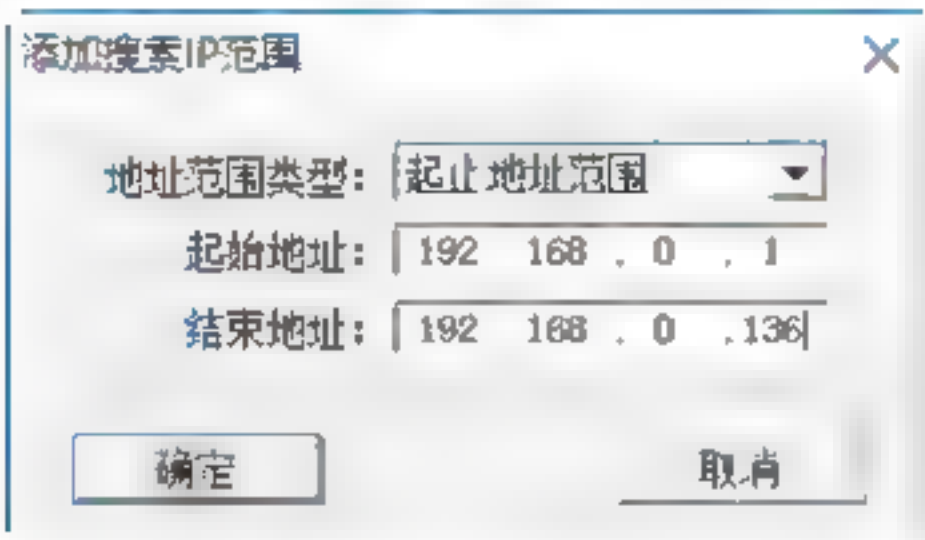 添加搜索IP范围
地址范围类型：起止地址范围
起始地址：192 168 . 0 . 1
结束地址：192 168 . 0 .136
确定 取消